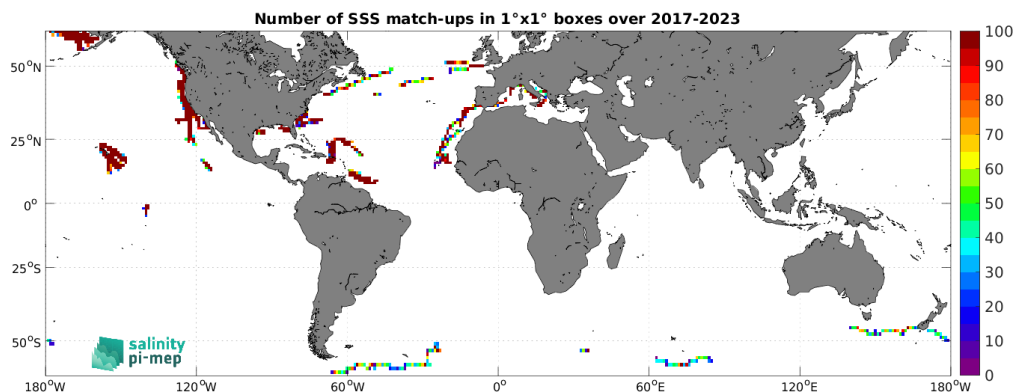 Number of SSS match-ups in 1°x1° boxes over 2017-2023
50°N
25°N
0°
25°S
50°S
180°W
120°W
60°W
0°
60°E
120°E
180°W
100
90
80
70
60
50
40
30
20
10
0
salinity
pi-mep